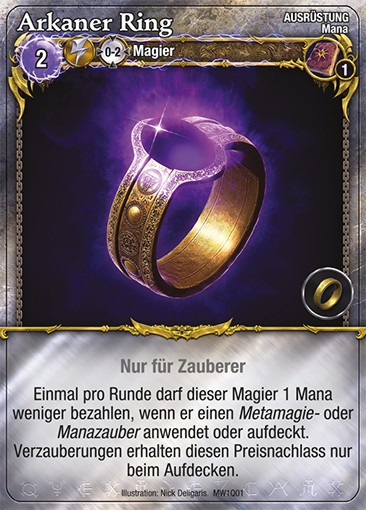 Arkaner Ring
AUSRÜSTUNG
Mana
2
0-2 Magier
1
Nur für Zauberer
Einmal pro Runde darf dieser Magier 1 Mana
weniger bezahlen, wenn er einen Metamagie- oder
Manazauber anwendet oder aufdeckt.
Verzauberungen erhalten diesen Preisnachlass nur
beim Aufdecken.
Illustration: Nick Deligaris. MW1Q01